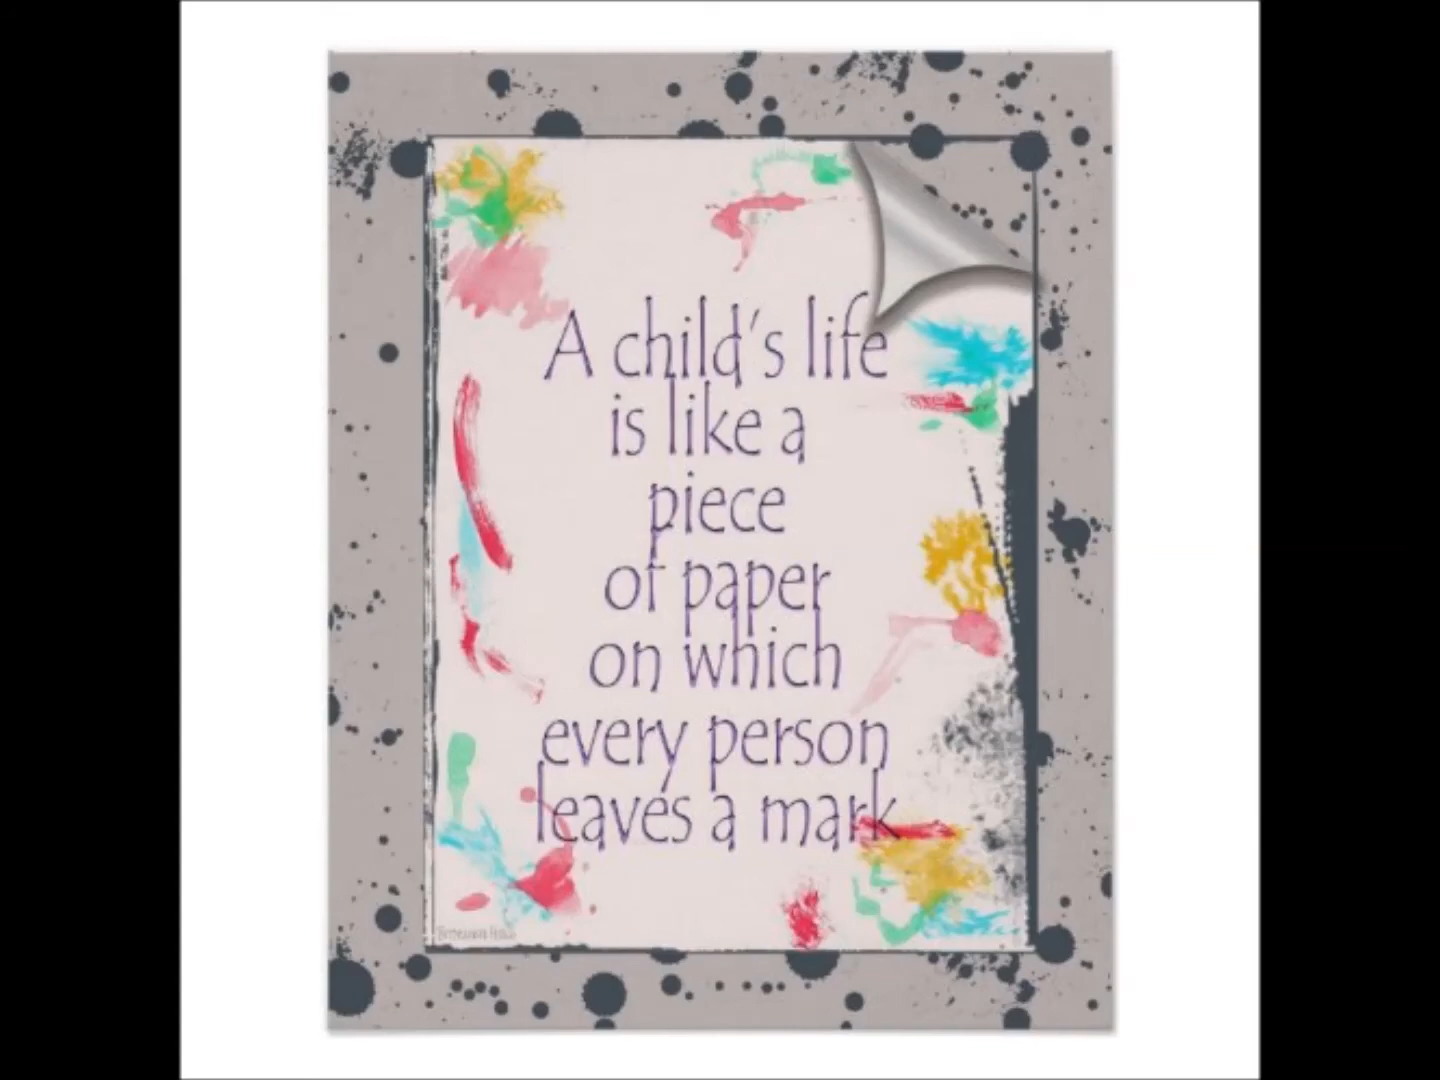 A child's life
is like a
piece
of paper
on which
every person
leaves a mark